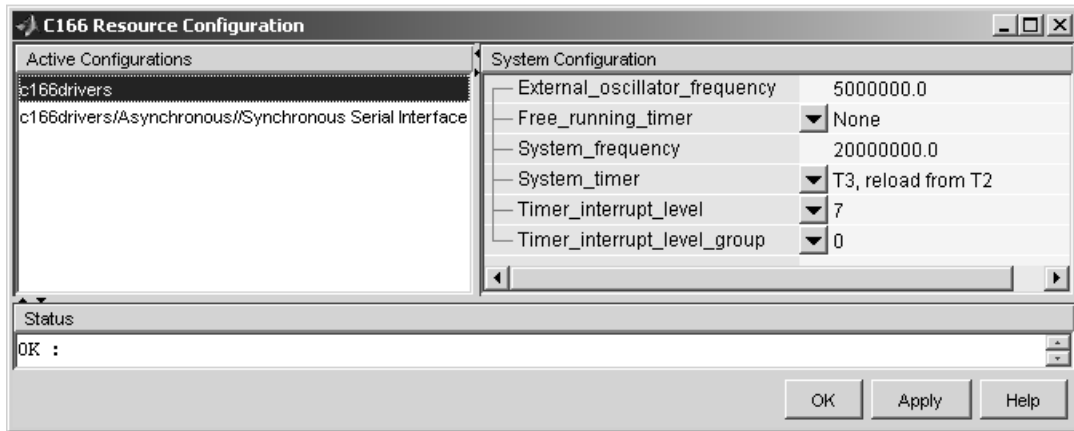 C166 Resource Configuration
Active Configurations
c166drivers
c166drivers/Asynchronous//Synchronous Serial Interface
System Configuration
External_oscillator_frequency 5000000.0
Free_running_timer None
System_frequency 20000000.0
System_timer T3, reload from T2
Timer_interrupt_level 7
Timer_interrupt_level_group 0
Status
OK :
OK Apply Help